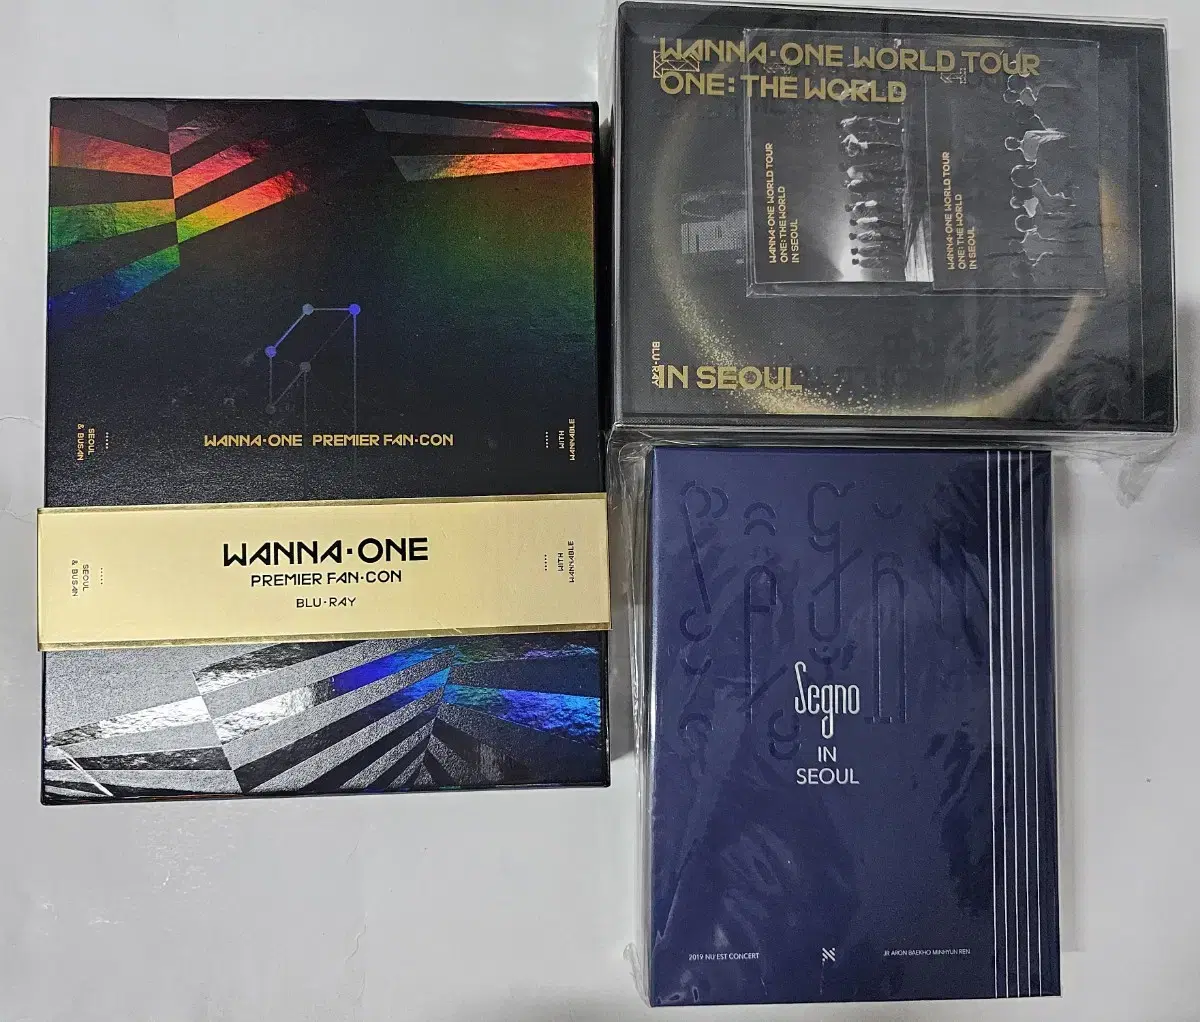 WANNA·ONE PREMIER FAN·CON
SEOUL
& BUSAN
WITH
WANNABLE
WANNA·ONE
PREMIER FAN·CON
BLU·RAY
SEOUL
& BUSAN
WITH
WANNABLE
WANNA·ONE WORLD TOUR
ONE: THE WORLD
WANNA·ONE WORLD TOUR
ONE: THE WORLD
IN SEOUL
WANNA·ONE WORLD TOUR
ONE: THE WORLD
IN SEOUL
BLU·RAY
IN SEOUL
Segno
IN
SEOUL
2019 NU'EST CONCERT
JR ARON BAEKHO MINHYUN REN